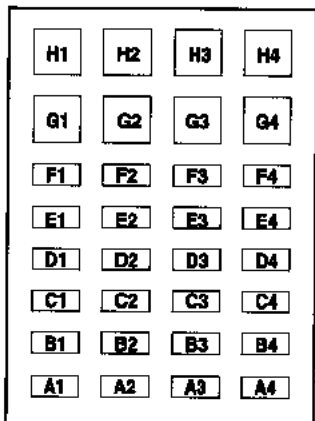 H1 H2 H3 H4
G1 G2 G3 G4
F1 F2 F3 F4
E1 E2 E3 E4
D1 D2 D3 D4
C1 C2 C3 C4
B1 B2 B3 B4
A1 A2 A3 A4